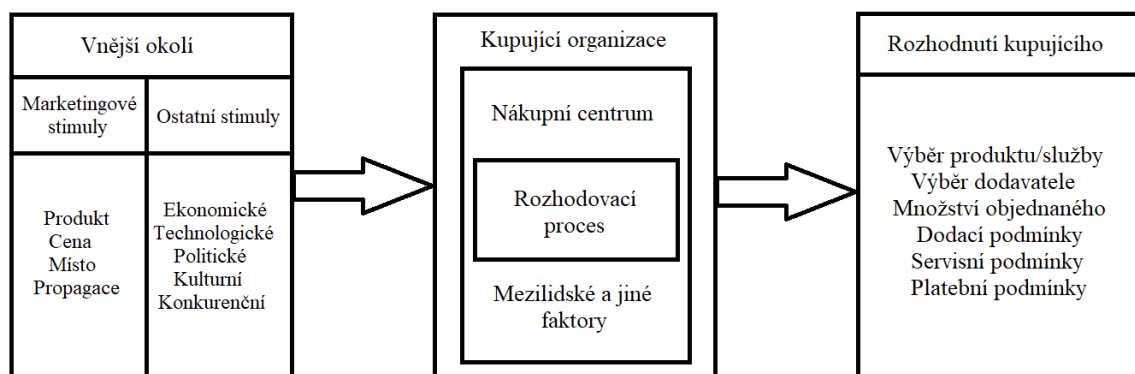 Vnější okolí
Marketingové
stimuly
Ostatní stimuly
Produkt
Cena
Místo
Propagace
Ekonomické
Technologické
Politické
Kulturní
Konkurenční
Kupující organizace
Nákupní centrum
Rozhodovací
proces
Mezilidské a jiné
faktory
Rozhodnutí kupujícího
Výběr produktu/služby
Výběr dodavatele
Množství objednaného
Dodací podmínky
Servisní podmínky
Platební podmínky